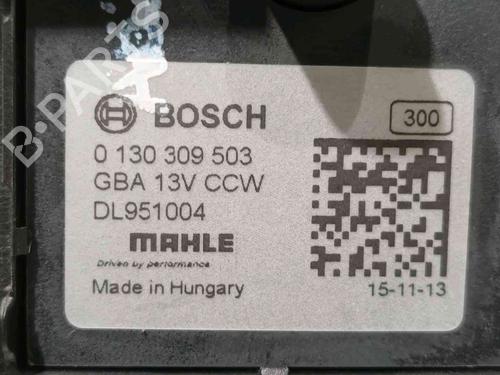 B-PARTS
BOSCH
300
0 130 309 503
GBA 13V CCW
DL951004
MAHLE
Driven by performance
Made in Hungary
15-11-13